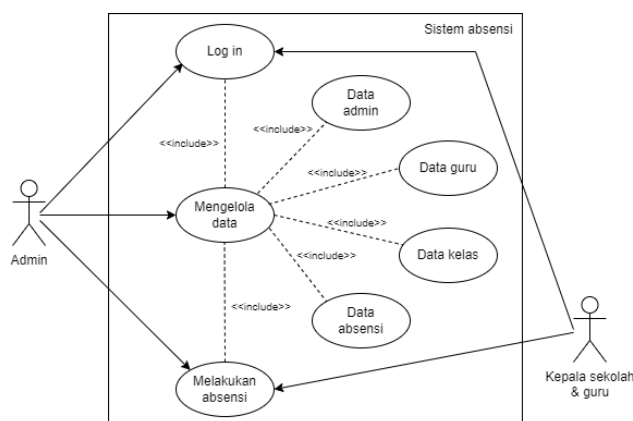 Sistem absensi
Log in
Data
admin
<<include>>
<<include>>
Data guru
<<include>>
Mengelola
data
<<include>>
Data kelas
Admin
<<include>>
Data
absensi
<<include>>
Melakukan
absensi
Kepala sekolah
& guru